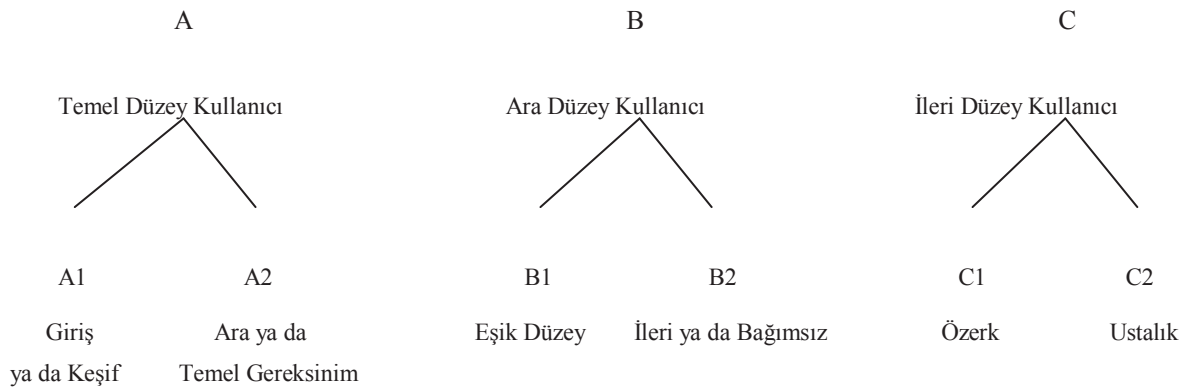 A
B
C
Temel Düzey Kullanıcı
Ara Düzey Kullanıcı
İleri Düzey Kullanıcı
A1
A2
B1
B2
C1
C2
Giriş
ya da Keşif
Ara ya da
Temel Gereksinim
Eşik Düzey
İleri ya da Bağımsız
Özerk
Ustalık